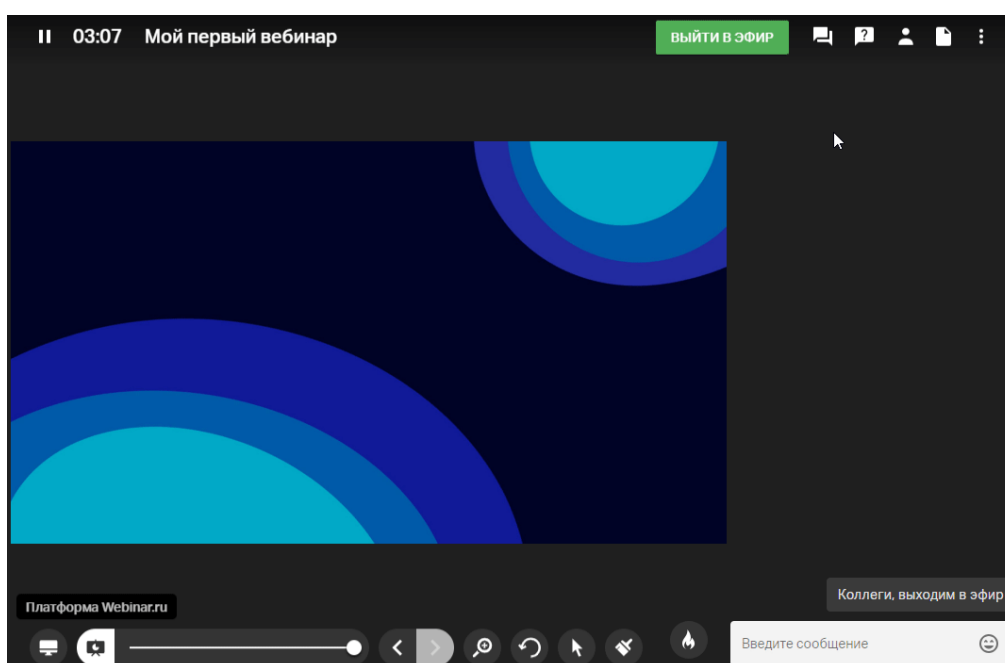 03:07 Мой первый вебинар ВЫЙТИ В ЭФИР ?
Коллеги, выходим в эфир
Платформа Webinar.ru
Введите сообщение